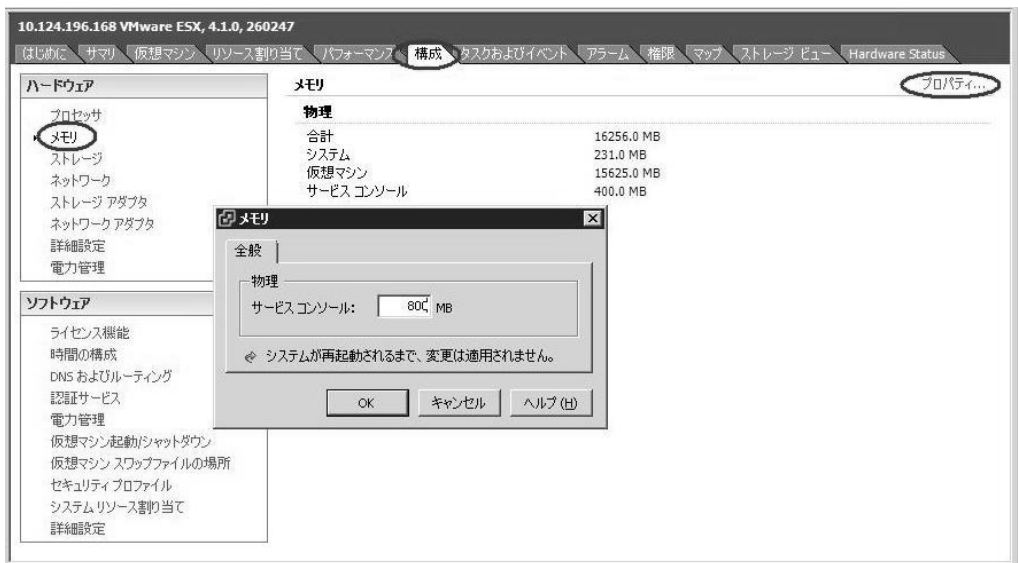 10.124.196.168 VMware ESX, 4.1.0, 260247
はじめに サマリ 仮想マシン リソース割り当て パフォーマンス 構成 タスクおよびイベント アラーム 権限 マップ ストレージ ビュー Hardware Status
ハードウェア
プロセッサ
メモリ
ストレージ
ネットワーク
ストレージ アダプタ
ネットワーク アダプタ
詳細設定
電力管理
ソフトウェア
ライセンス機能
時間の構成
DNS およびルーティング
認証サービス
電力管理
仮想マシン起動/シャットダウン
仮想マシン スワップファイルの場所
セキュリティ プロファイル
システム リソース割り当て
詳細設定
メモリ
プロパティ...
物理
合計 16256.0 MB
システム 231.0 MB
仮想マシン 15625.0 MB
サービス コンソール 400.0 MB
メモリ
全般
物理
サービス コンソール: 800 MB
システムが再起動されるまで、変更は適用されません。
OK キャンセル ヘルプ (H)